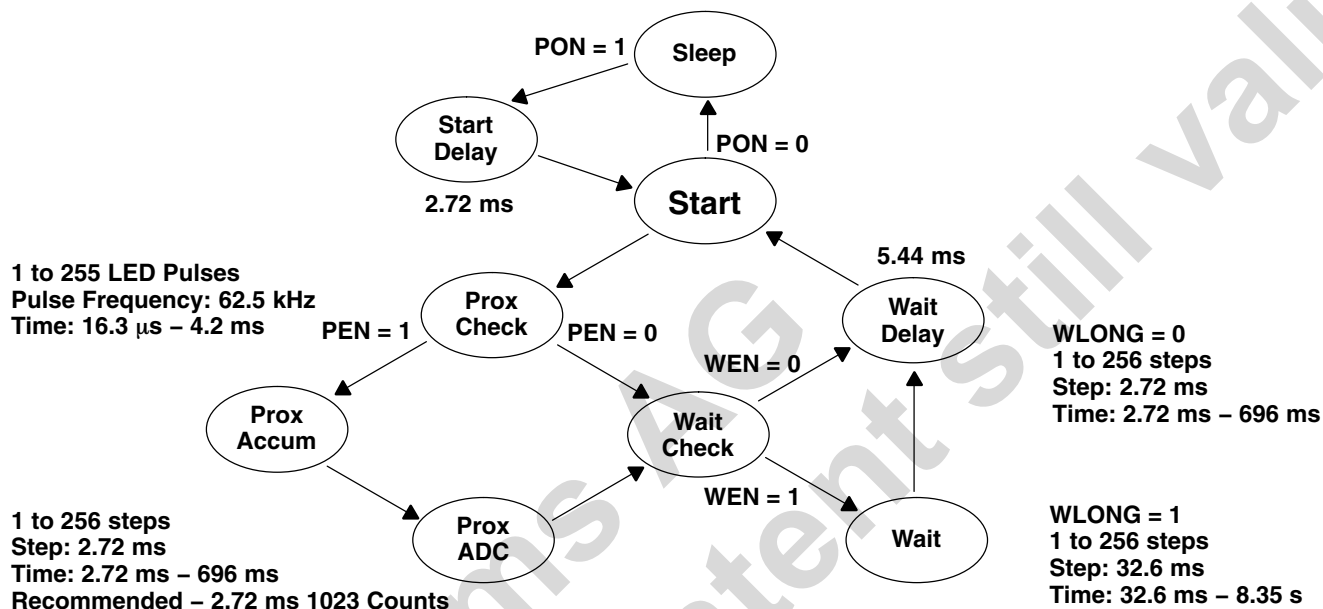 PON = 1
Sleep
Start
Delay
PON = 0
2.72 ms
Start
1 to 255 LED Pulses
Pulse Frequency: 62.5 kHz
Time: 16.3 μs – 4.2 ms
5.44 ms
Prox
Check
Wait
Delay
PEN = 1
PEN = 0
WEN = 0
WLONG = 0
1 to 256 steps
Step: 2.72 ms
Time: 2.72 ms – 696 ms
Prox
Accum
Wait
Check
WEN = 1
1 to 256 steps
Step: 2.72 ms
Time: 2.72 ms – 696 ms
Recommended – 2.72 ms 1023 Counts
Prox
ADC
Wait
WLONG = 1
1 to 256 steps
Step: 32.6 ms
Time: 32.6 ms – 8.35 s
ms AG
tent still vali